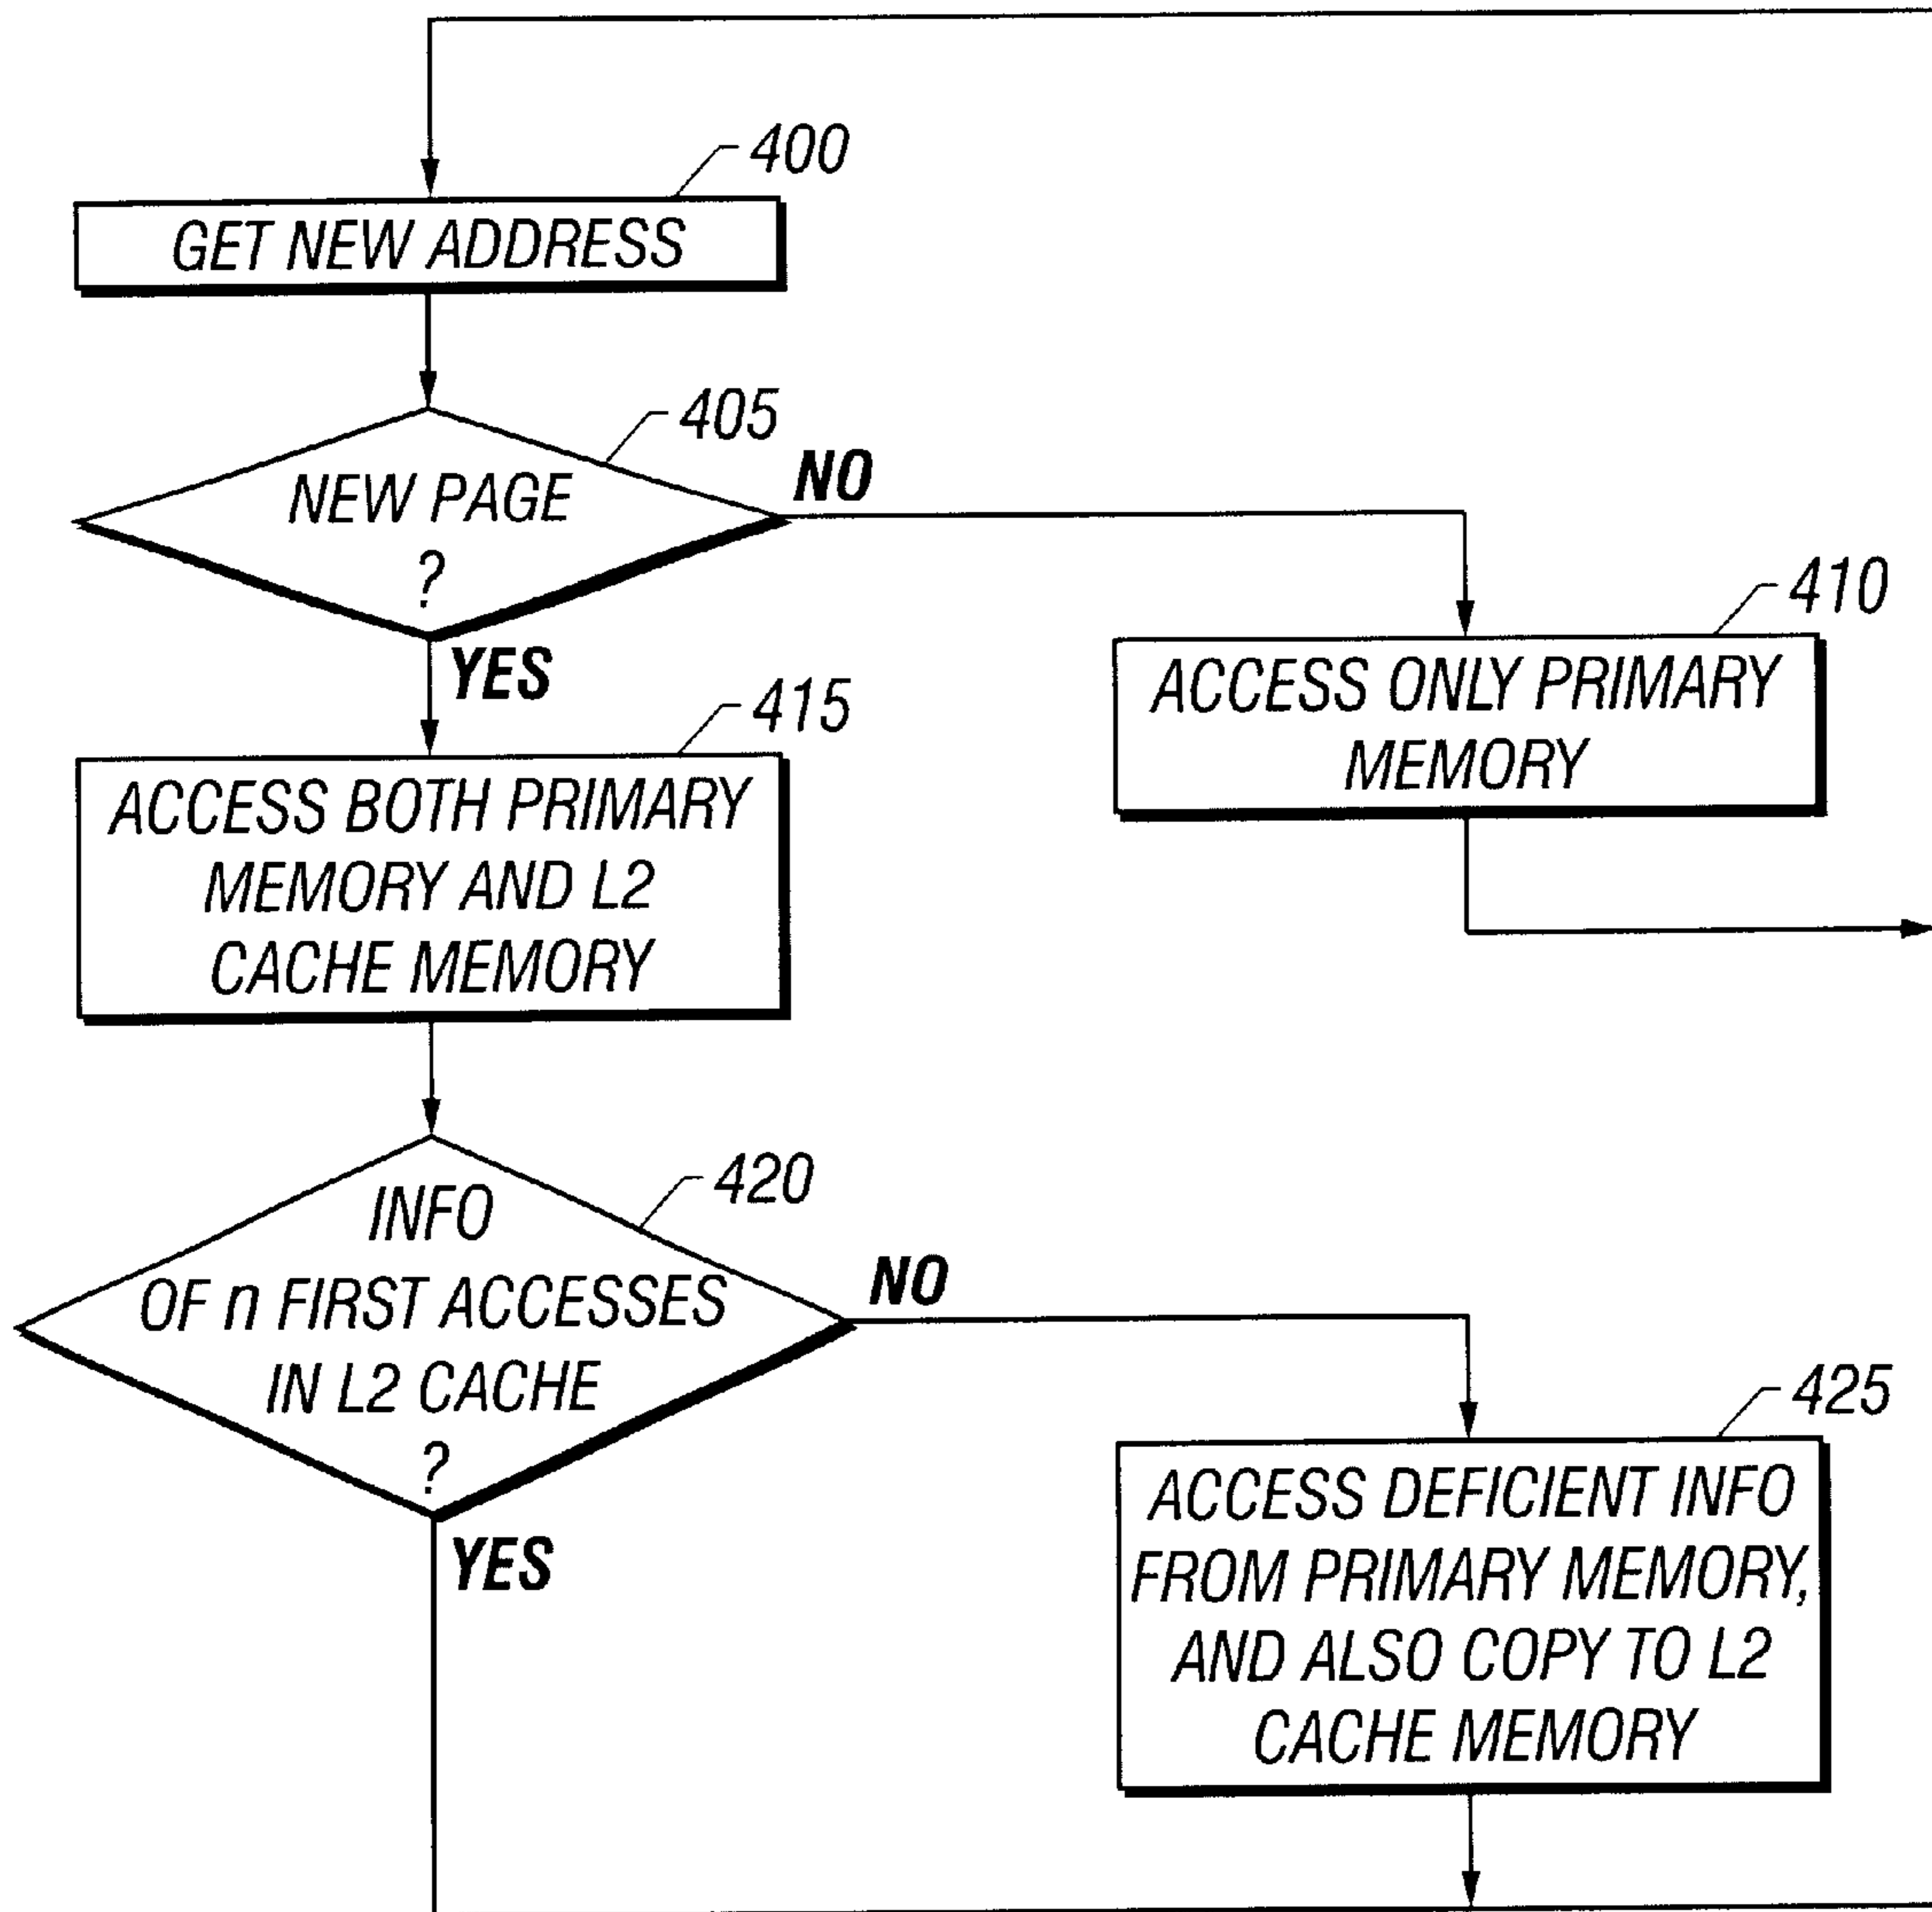 400
GET NEW ADDRESS
405
NEW PAGE
?
NO
YES
410
ACCESS ONLY PRIMARY
MEMORY
415
ACCESS BOTH PRIMARY
MEMORY AND L2
CACHE MEMORY
420
INFO
OF n FIRST ACCESSES
IN L2 CACHE
?
NO
YES
425
ACCESS DEFICIENT INFO
FROM PRIMARY MEMORY,
AND ALSO COPY TO L2
CACHE MEMORY